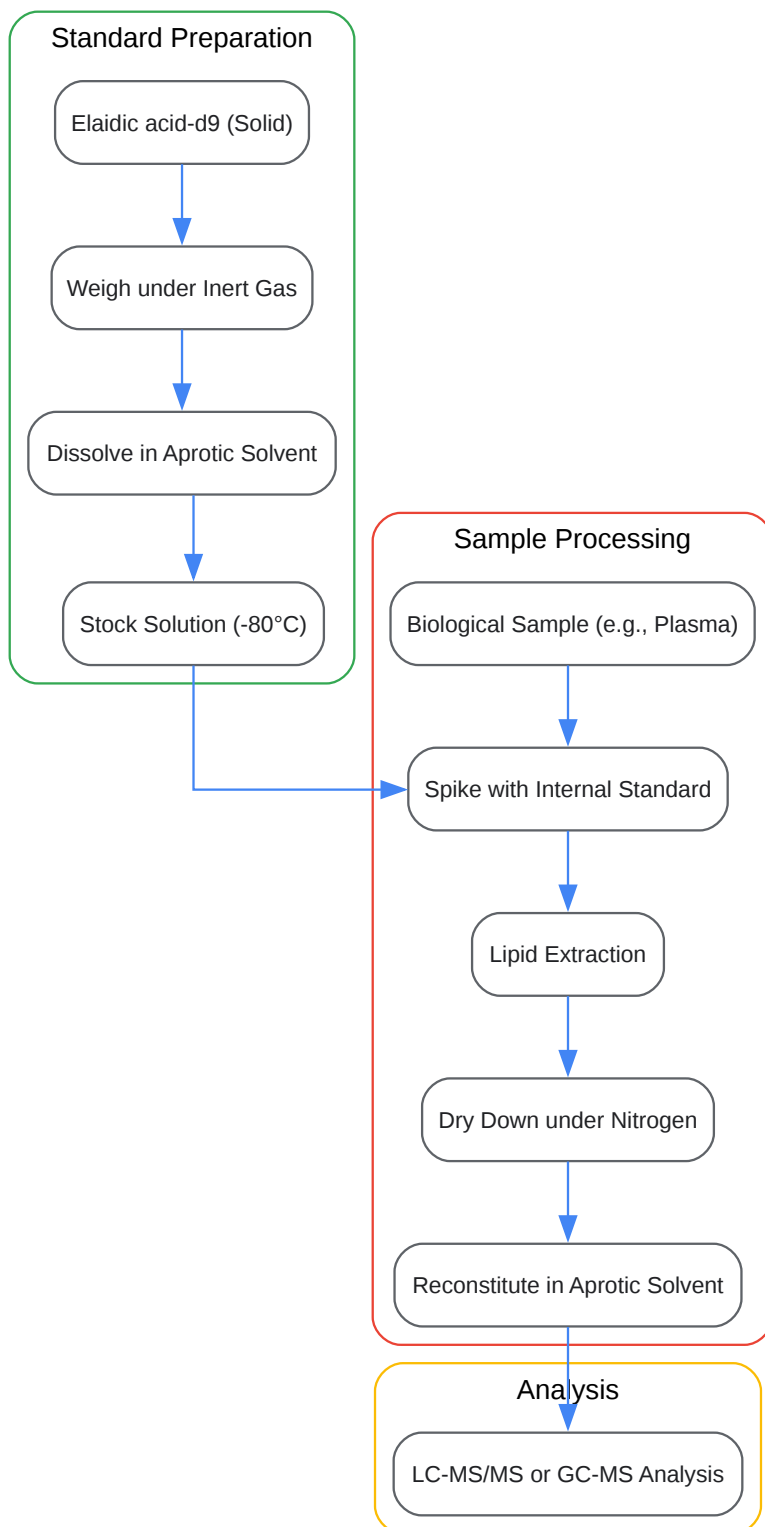 Standard Preparation
Elaidic acid-d9 (Solid)
Weigh under Inert Gas
Dissolve in Aprotic Solvent
Stock Solution (-80°C)
Sample Processing
Biological Sample (e.g., Plasma)
Spike with Internal Standard
Lipid Extraction
Dry Down under Nitrogen
Reconstitute in Aprotic Solvent
Analysis
LC-MS/MS or GC-MS Analysis